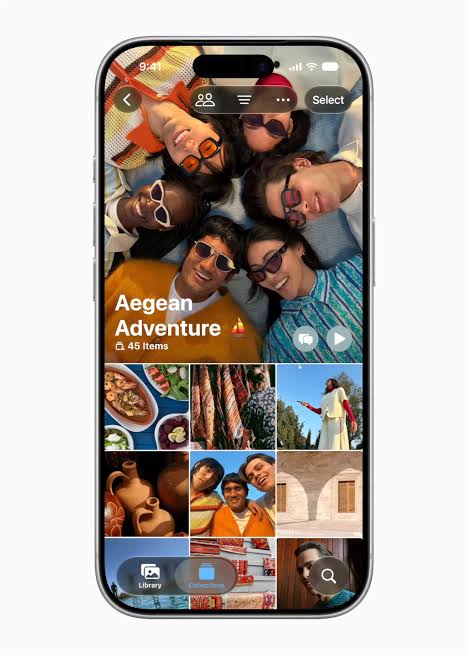 9:41
Select
Aegean
Adventure ⛵
45 Items
Library
Collections